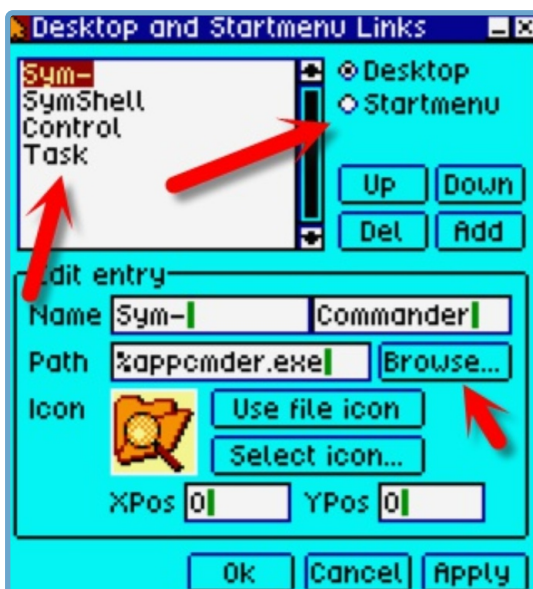 Desktop and Startmenu Links
Sym-
SymShell
Control
Task
Desktop
Startmenu
Up Down
Del Add
Edit entry
Name Sym- Commander
Path %appcmder.exe Browse...
Icon Use file icon
Select icon...
XPos 0 YPos 0
Ok Cancel Apply